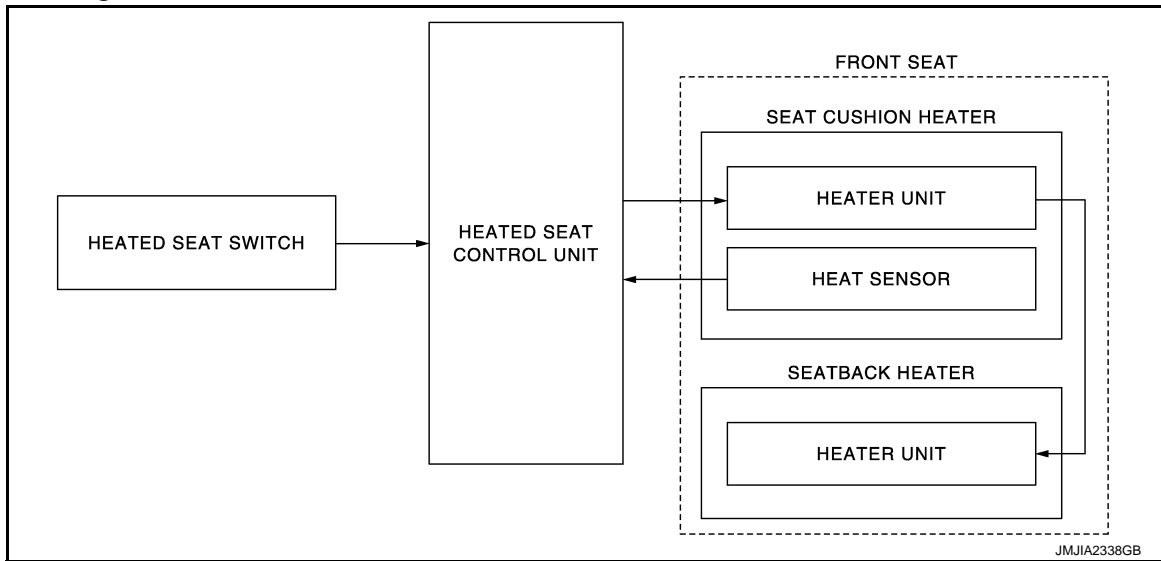 FRONT SEAT
SEAT CUSHION HEATER
HEATER UNIT
HEATED SEAT SWITCH
HEATED SEAT
CONTROL UNIT
HEAT SENSOR
SEATBACK HEATER
HEATER UNIT
JMJIA2338GB